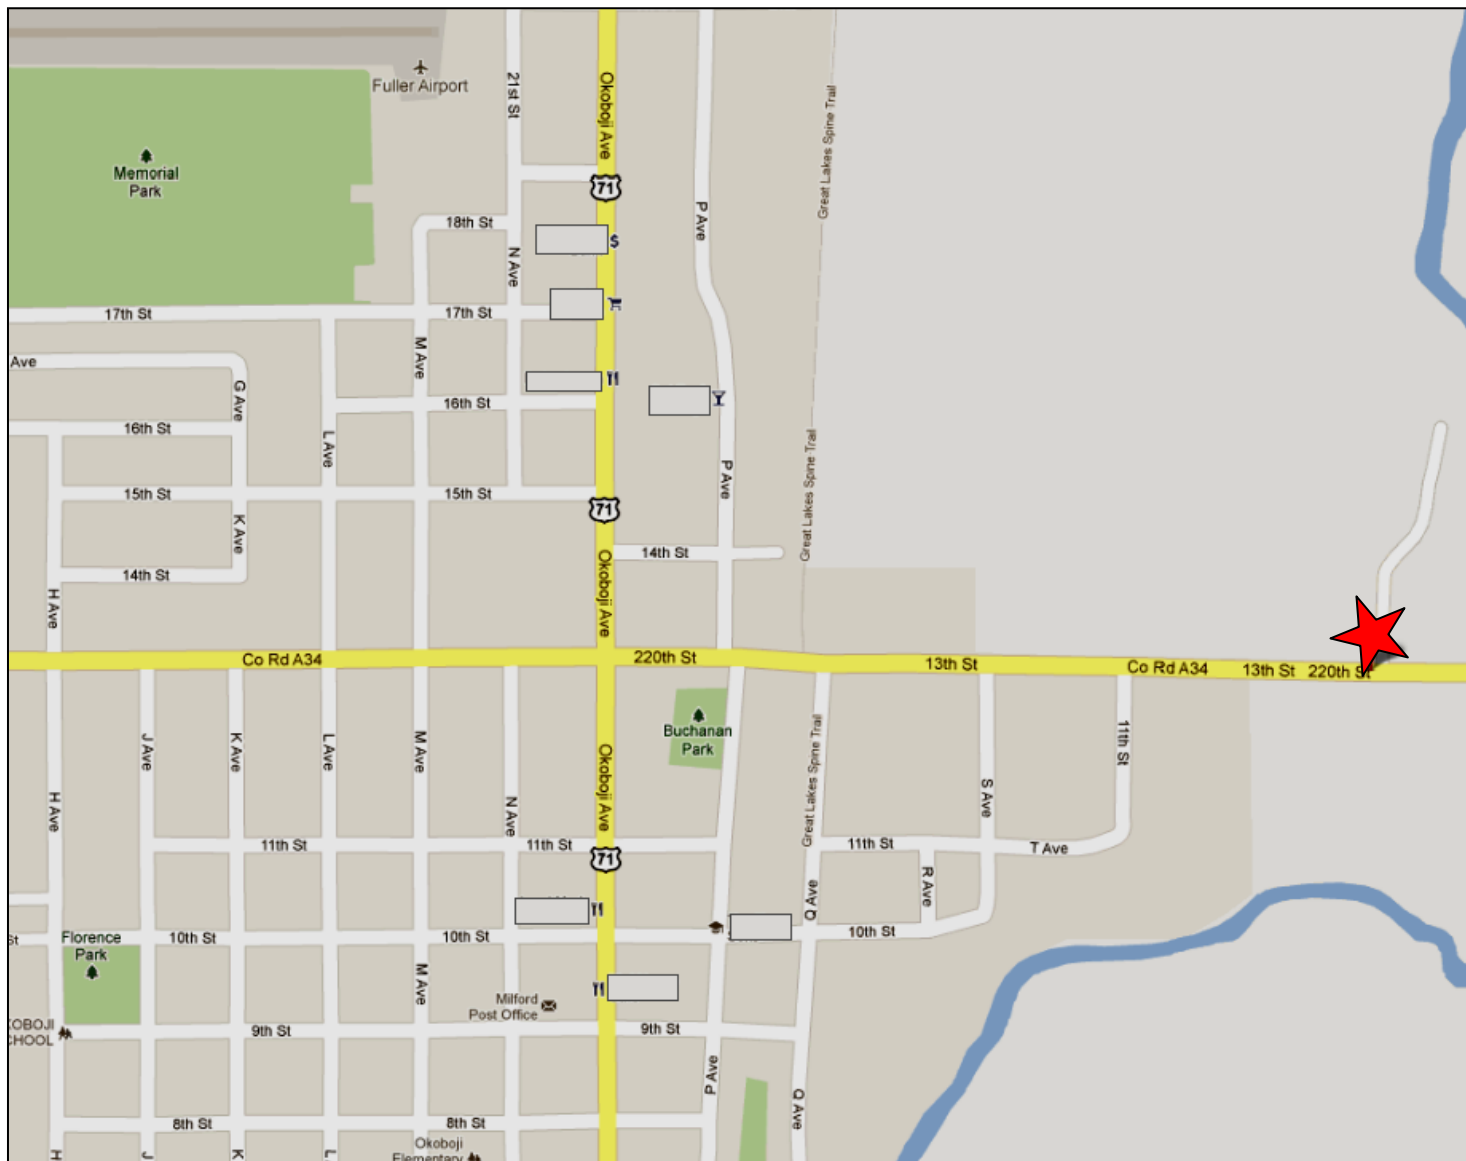 Fuller Airport
21st St
Okoboji Ave
Great Lakes Spine Trail
Memorial
Park
71
P Ave
18th St
N Ave
$
17th St
17th St
M Ave
Ave
G Ave
16th St
16th St
L Ave
P Ave
Great Lakes Spine Trail
15th St
15th St
71
K Ave
14th St
14th St
Okoboji Ave
H Ave
Co Rd A34
220th St
13th St
Co Rd A34
13th St
220th St
Buchanan
Park
J Ave
K Ave
L Ave
M Ave
Okoboji Ave
Great Lakes Spine Trail
11th St
S Ave
H Ave
N Ave
11th St
11th St
11th St
T Ave
71
R Ave
Q Ave
St
Florence
Park
10th St
10th St
10th St
M Ave
Milford
Post Office
OBOJI
CHOOL
9th St
9th St
P Ave
Q Ave
8th St
8th St
Okoboji
Elementary
H
J
K
L